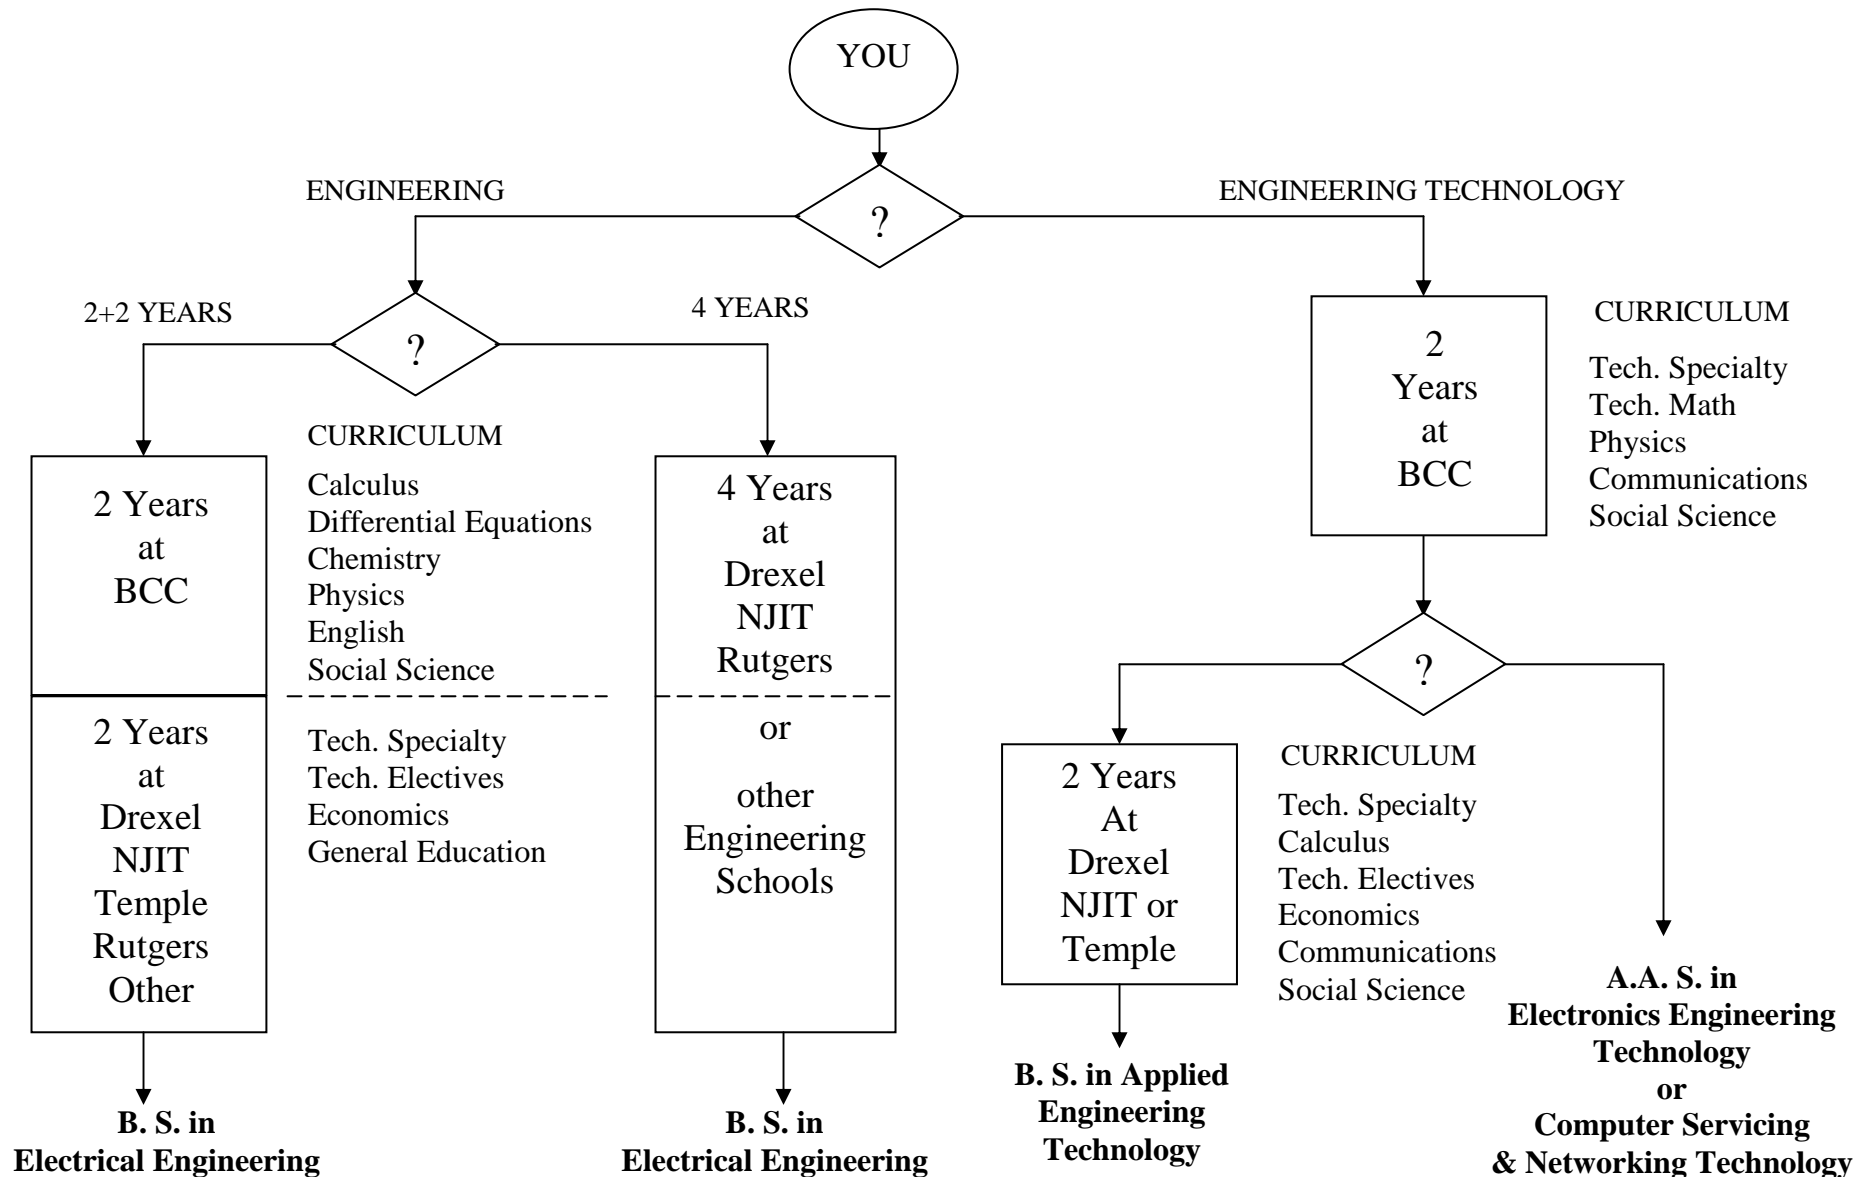 YOU
ENGINEERING
ENGINEERING TECHNOLOGY
?
2+2 YEARS
4 YEARS
?
2 Years
at
BCC
CURRICULUM
Calculus
Differential Equations
Chemistry
Physics
English
Social Science
2 Years
at
Drexel
NJIT
Temple
Rutgers
Other
Tech. Specialty
Tech. Electives
Economics
General Education
B. S. in
Electrical Engineering
4 Years
at
Drexel
NJIT
Rutgers
or
other
Engineering
Schools
B. S. in
Electrical Engineering
2
Years
at
BCC
CURRICULUM
Tech. Specialty
Tech. Math
Physics
Communications
Social Science
?
2 Years
At
Drexel
NJIT or
Temple
CURRICULUM
Tech. Specialty
Calculus
Tech. Electives
Economics
Communications
Social Science
B. S. in Applied
Engineering
Technology
A.A. S. in
Electronics Engineering
Technology
or
Computer Servicing
& Networking Technology